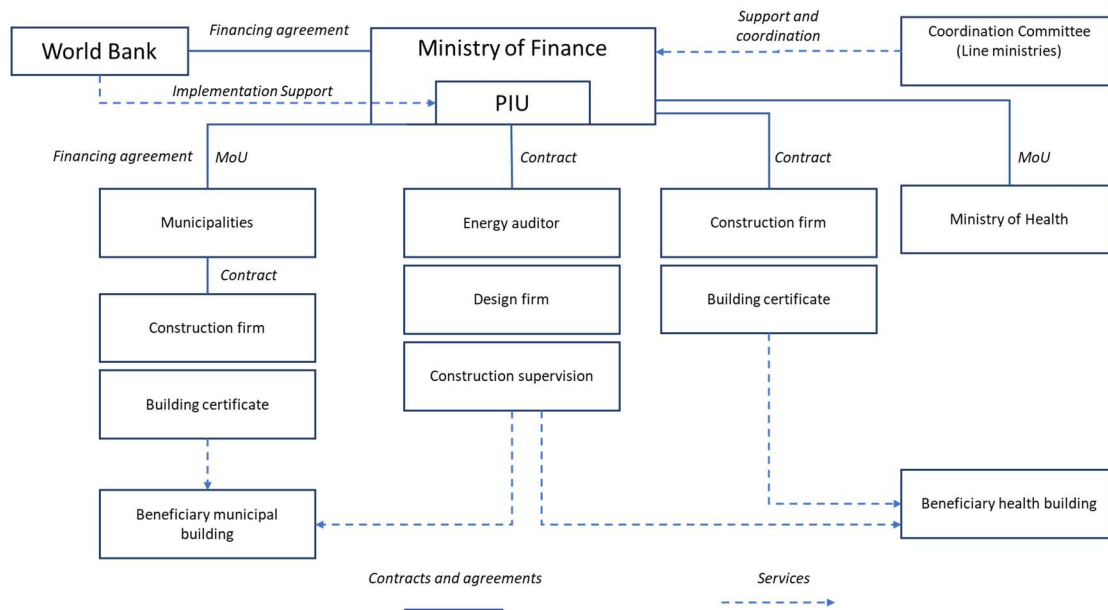 Financing agreement
Support and
coordination
World Bank
Ministry of Finance
Coordination Committee
(Line ministries)
Implementation Support
PIU
Financing agreement
MoU
Contract
Contract
MoU
Municipalities
Energy auditor
Construction firm
Ministry of Health
Contract
Construction firm
Design firm
Building certificate
Building certificate
Construction supervision
Beneficiary municipal
building
Beneficiary health building
Contracts and agreements
Services